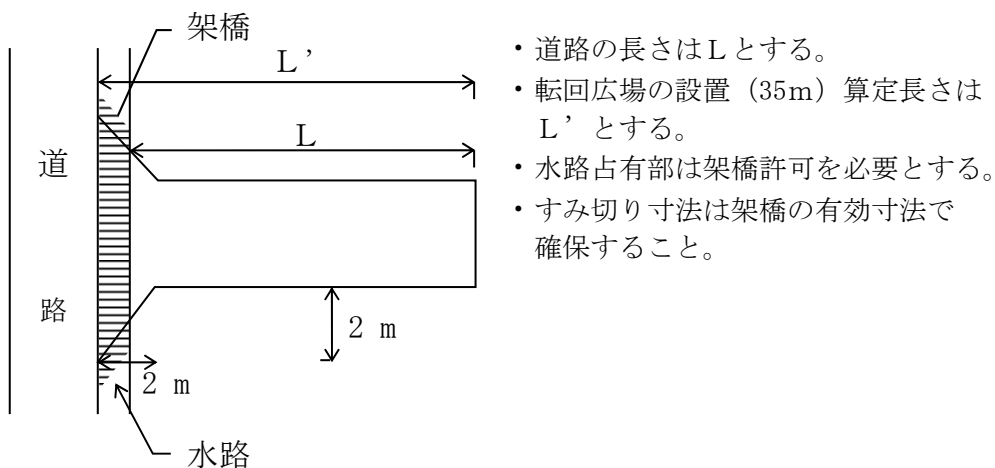 架橋
L’
L
道
路
2 m
2 m
水路
・道路の長さはLとする。
・転回広場の設置（35m）算定長さは
L’とする。
・水路占有部は架橋許可を必要とする。
・すみ切り寸法は架橋の有効寸法で
確保すること。